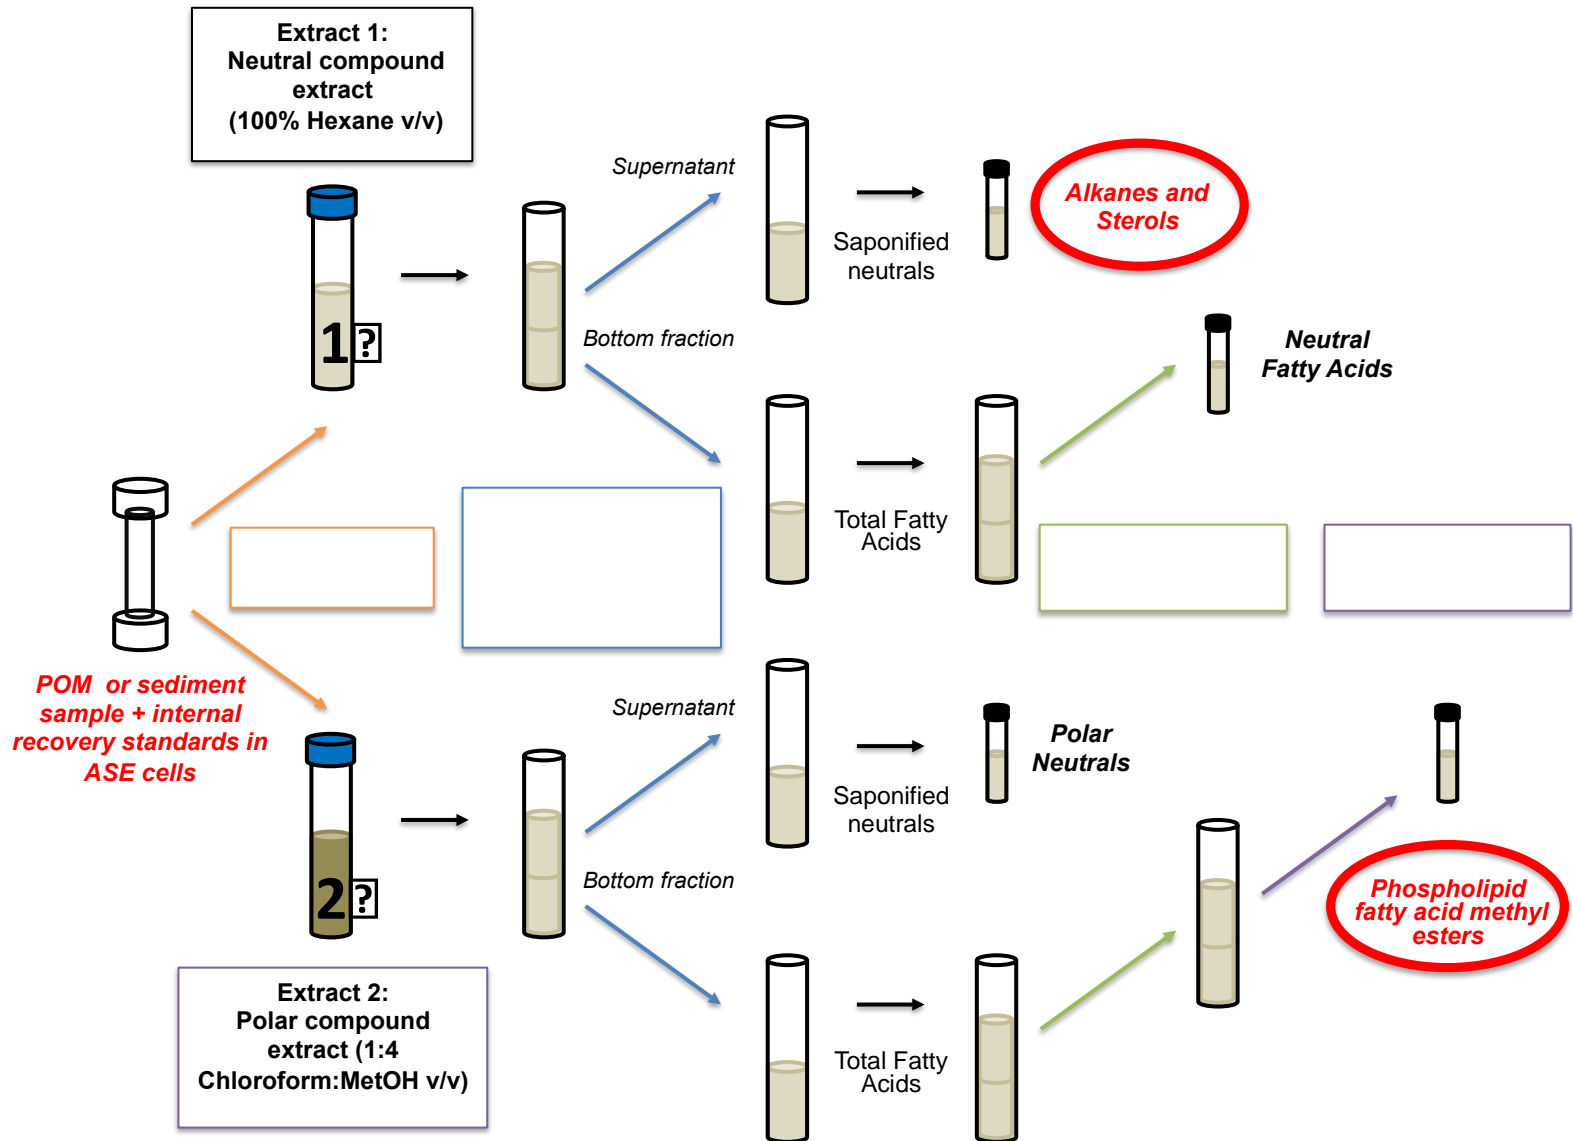 Extract 1:
Neutral compound
extract
(100% Hexane v/v)
Supernatant
Alkanes and
Sterols
Saponified
neutrals
1?
Bottom fraction
Neutral
Fatty Acids
Total Fatty
Acids
POM or sediment
sample + internal
recovery standards in
ASE cells
Supernatant
Polar
Neutrals
Saponified
neutrals
2?
Bottom fraction
Phospholipid
fatty acid methyl
esters
Extract 2:
Polar compound
extract (1:4
Chloroform:MetOH v/v)
Total Fatty
Acids